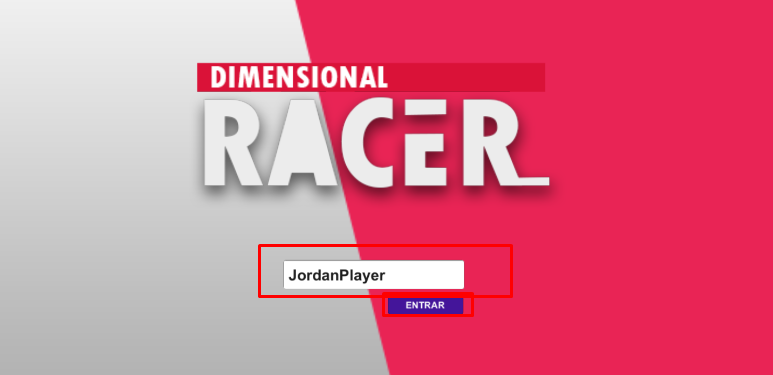 DIMENSIONAL
RACER
JordanPlayer
ENTRAR